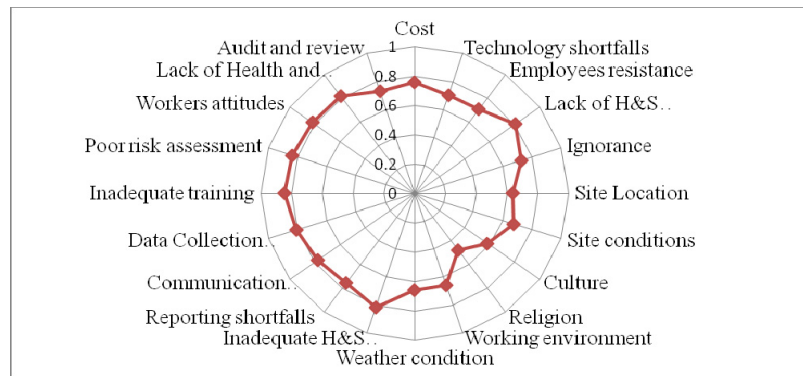 Cost
Technology shortfalls
Employees resistance
Lack of H&S..
Ignorance
Site Location
Site conditions
Culture
Religion
Working environment
Weather condition
Inadequate H&S..
Reporting shortfalls
Communication..
Data Collection..
Inadequate training
Poor risk assessment
Workers attitudes
Lack of Health and..
Audit and review
1
0.8
0.6
0.4
0.2
0